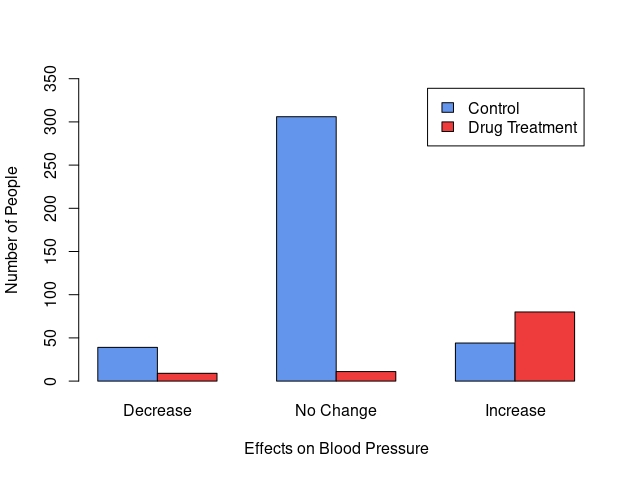 350
300
250
200
150
100
50
0
Number of People
Control
Drug Treatment
Decrease
No Change
Increase
Effects on Blood Pressure